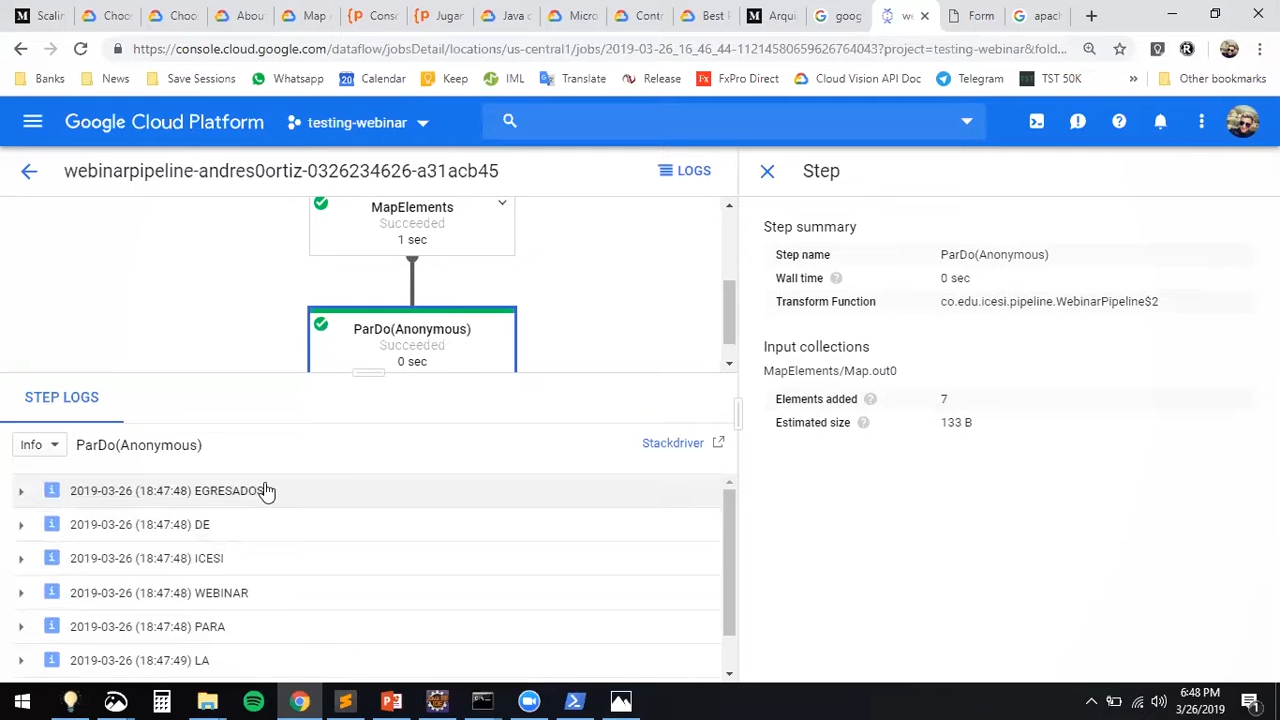 Scalin
Choo
Choo
Abou
Map
Cons
Jugar
Java c
Micro
Contr
Best F
Arqui
goog
we
Form
apach
https://console.cloud.google.com/dataflow/jobsDetail/locations/us-central1/jobs/2019-03-26_16_46_44-11214580659626764043?project=testing-webinar&fold...
Banks
News
Save Sessions
Whatsapp
20
Calendar
Keep
IML
Translate
Release
Fx
FxPro Direct
Cloud Vision API Doc
Telegram
TST 50K
»
Other bookmarks
Google Cloud Platform
testing-webinar
webinarpipeline-andres0ortiz-0326234626-a31acb45
LOGS
Step
MapElements
Succeeded
1 sec
ParDo(Anonymous)
Succeeded
0 sec
Step summary
Step name ParDo(Anonymous)
Wall time 0 sec
Transform Function co.edu.icesi.pipeline.WebinarPipeline$2
Input collections
MapElements/Map.out0
Elements added 7
Estimated size 133 B
STEP LOGS
Info ParDo(Anonymous)
Stackdriver
2019-03-26 (18:47:48) EGRESADOS
2019-03-26 (18:47:48) DE
2019-03-26 (18:47:48) ICESI
2019-03-26 (18:47:48) WEBINAR
2019-03-26 (18:47:48) PARA
2019-03-26 (18:47:49) LA
6:48 PM
3/26/2019